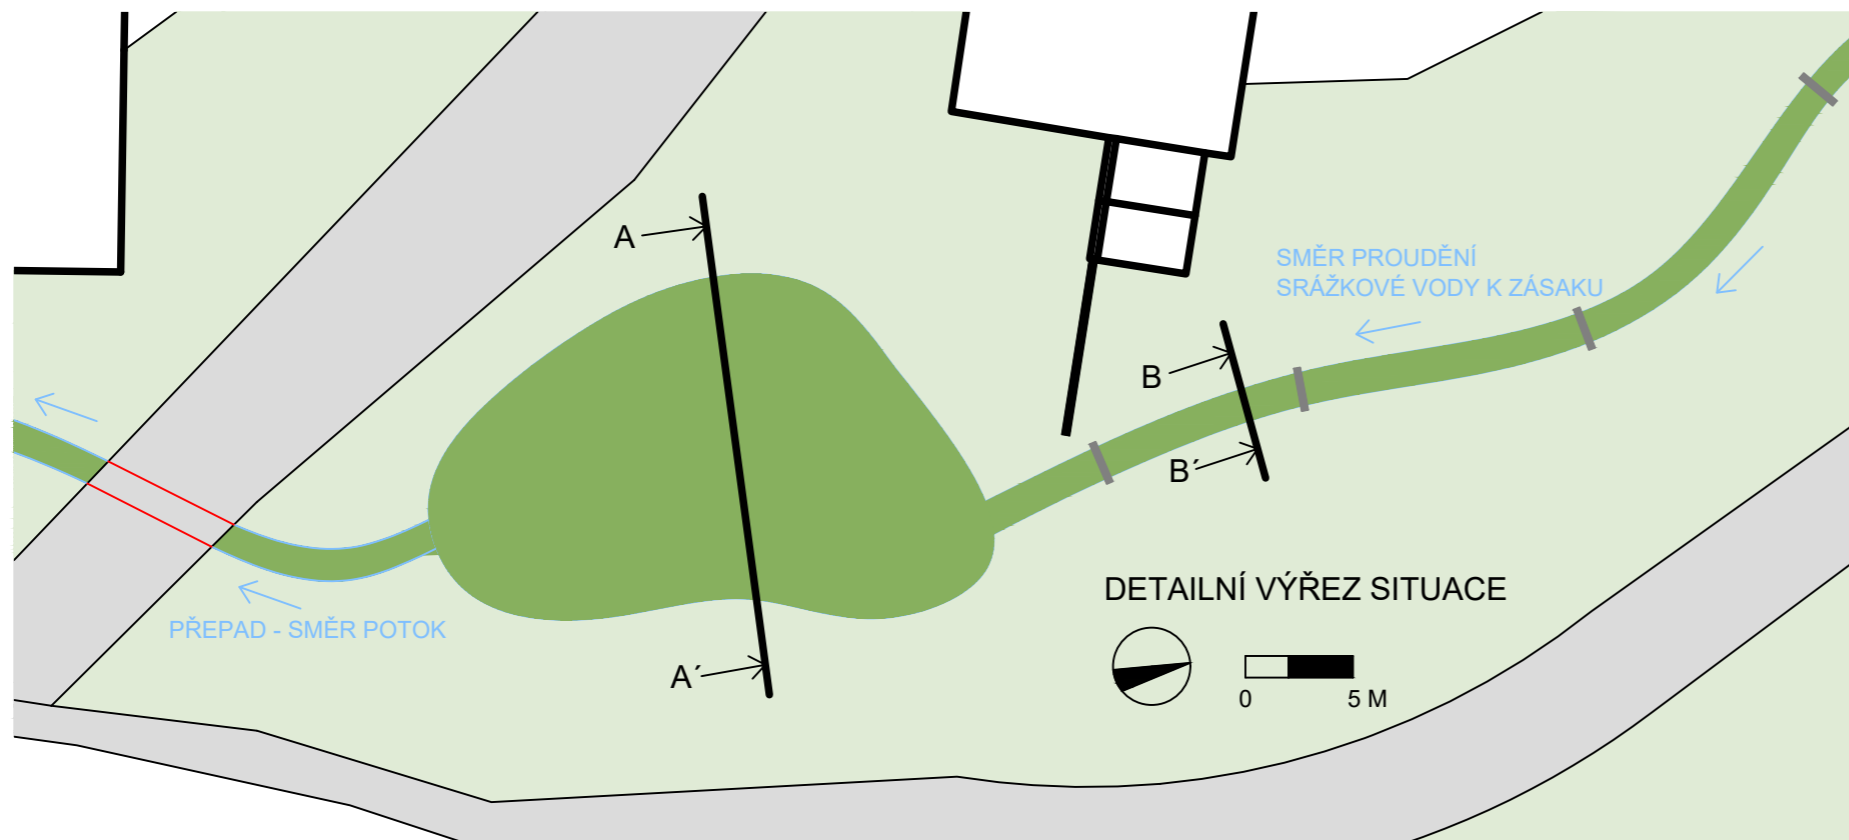 A
SMĚR PROUDĚNÍ
SRÁŽKOVÉ VODY K ZÁSAKU
B
B´
DETAILNÍ VÝŘEZ SITUACE
PŘEPAD - SMĚR POTOK
A´
0
5 M